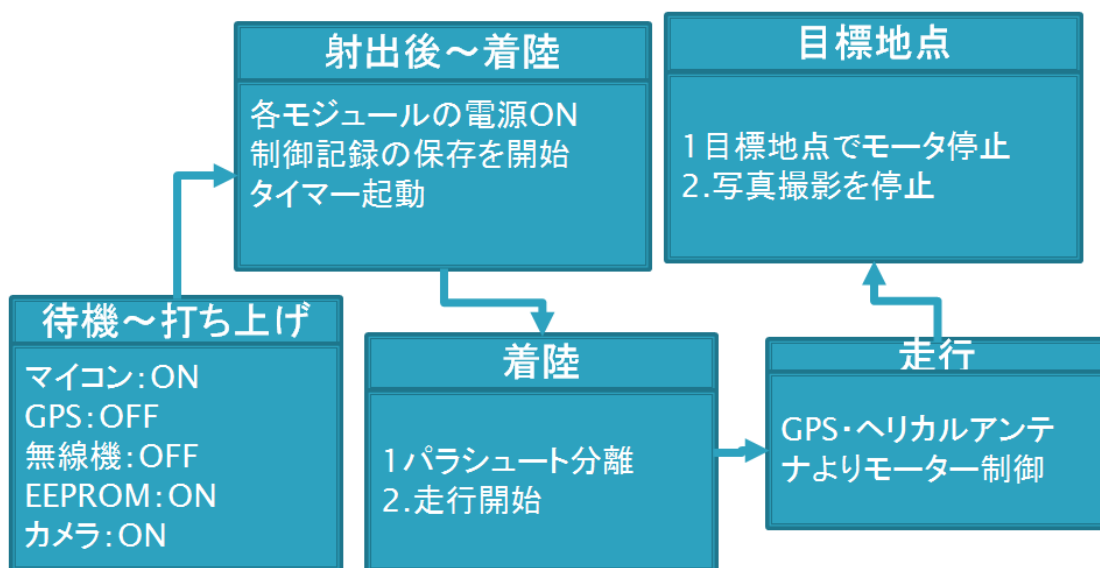 待機～打ち上げ
マイコン:ON
GPS:OFF
無線機:OFF
EEPROM:ON
カメラ:ON
射出後～着陸
各モジュールの電源ON
制御記録の保存を開始
タイマー起動
着陸
1パラシュート分離
2.走行開始
走行
GPS・ヘリカルアンテ
ナよりモーター制御
目標地点
1目標地点でモータ停止
2.写真撮影を停止